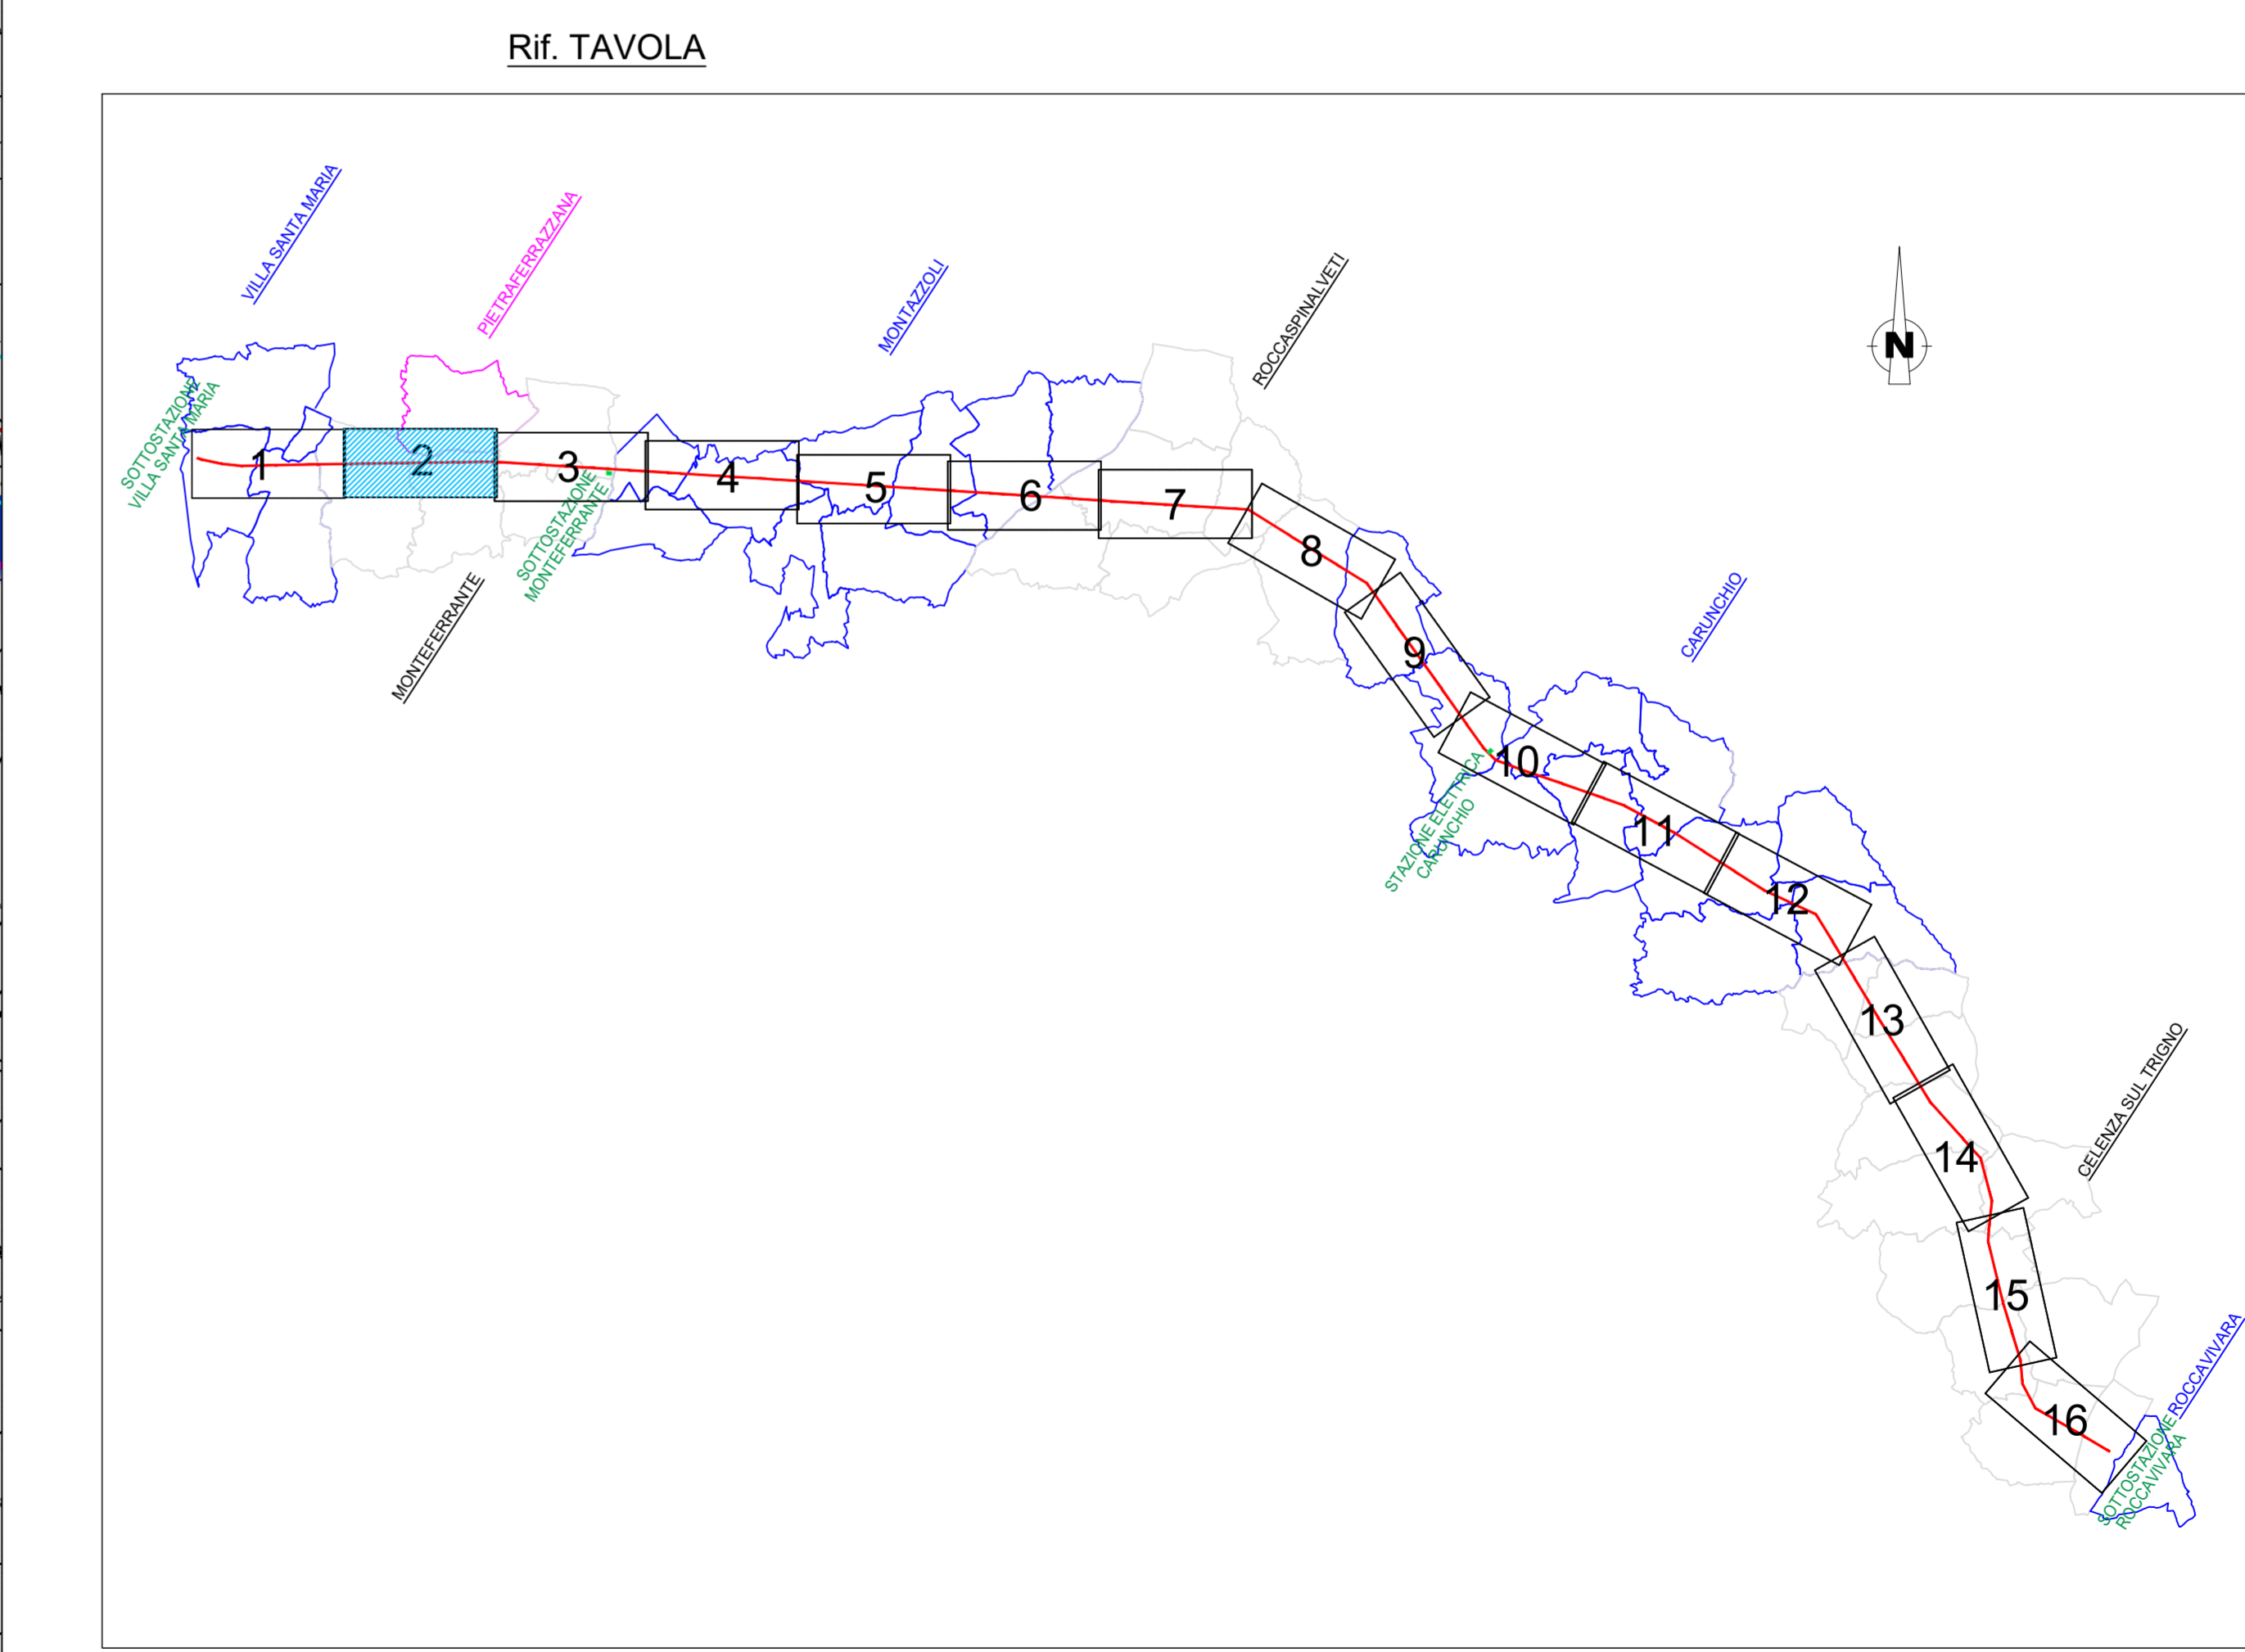 Rif. TAVOLA
VILLA SANTA MARIA
PIETRAFERRAZZANA
MONTAZZOLI
ROCCASPINALVETI
N
SOTTOSTAZIONE
VILLA SANTA MARIA
1
2
3
4
5
6
7
8
SOTTOSTAZIONE
MONTEFERRANTE
MONTEFERRANTE
CARUNCHIO
9
10
STAZIONE ELETTRICA
CARUNCHIO
11
12
13
CELENZA SUL TRIGNO
14
15
ROCCAVIVARA
16
SOTTOSTAZIONE
ROCCAVIVARA